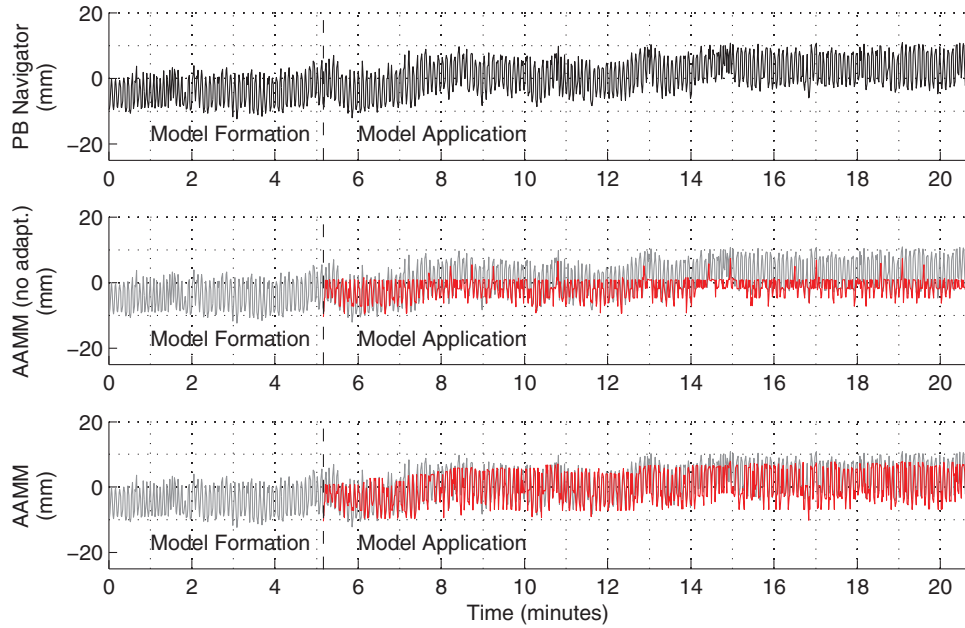 PB Navigator
(mm)
20
0
−20
Model Formation
Model Application
0 2 4 6 8 10 12 14 16 18 20
AAMM (no adapt.)
(mm)
20
0
−20
Model Formation
Model Application
0 2 4 6 8 10 12 14 16 18 20
AAMM
(mm)
20
0
−20
Model Formation
Model Application
0 2 4 6 8 10 12 14 16 18 20
Time (minutes)